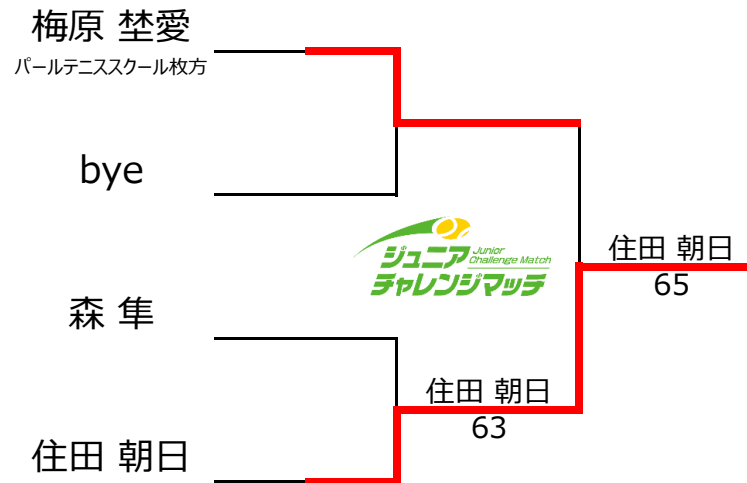 梅原 埜愛
パールテニススクール枚方
bye
ジュニア
Junior
Challenge Match
チャレンジマッチ
住田 朝日
65
森 隼
住田 朝日
63
住田 朝日